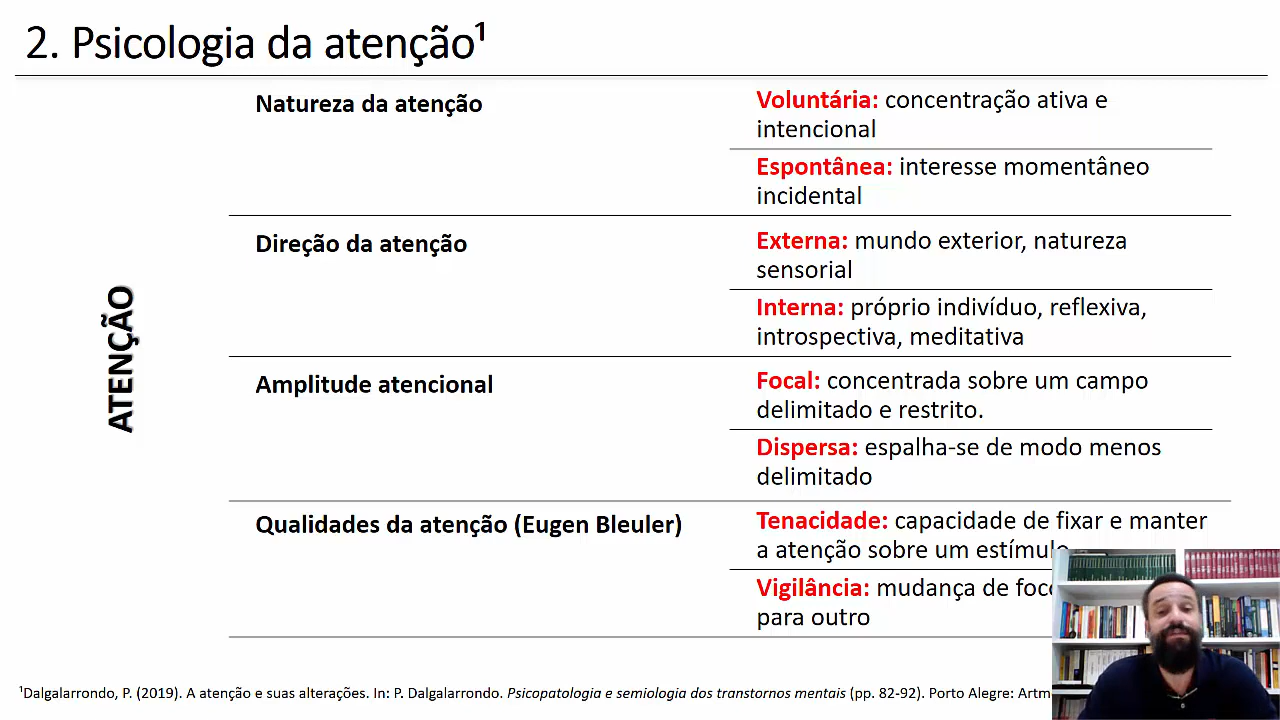 2. Psicologia da atenção¹
ATENÇÃO
Natureza da atenção
Voluntária: concentração ativa e
intencional
Espontânea: interesse momentâneo
incidental
Direção da atenção
Externa: mundo exterior, natureza
sensorial
Interna: próprio indivíduo, reflexiva,
introspectiva, meditativa
Amplitude atencional
Focal: concentrada sobre um campo
delimitado e restrito.
Dispersa: espalha-se de modo menos
delimitado
Qualidades da atenção (Eugen Bleuler)
Tenacidade: capacidade de fixar e manter
a atenção sobre um estímulo
Vigilância: mudança de foco
para outro
¹Dalgalarrondo, P. (2019). A atenção e suas alterações. In: P. Dalgalarrondo. Psicopatologia e semiologia dos transtornos mentais (pp. 82-92). Porto Alegre: